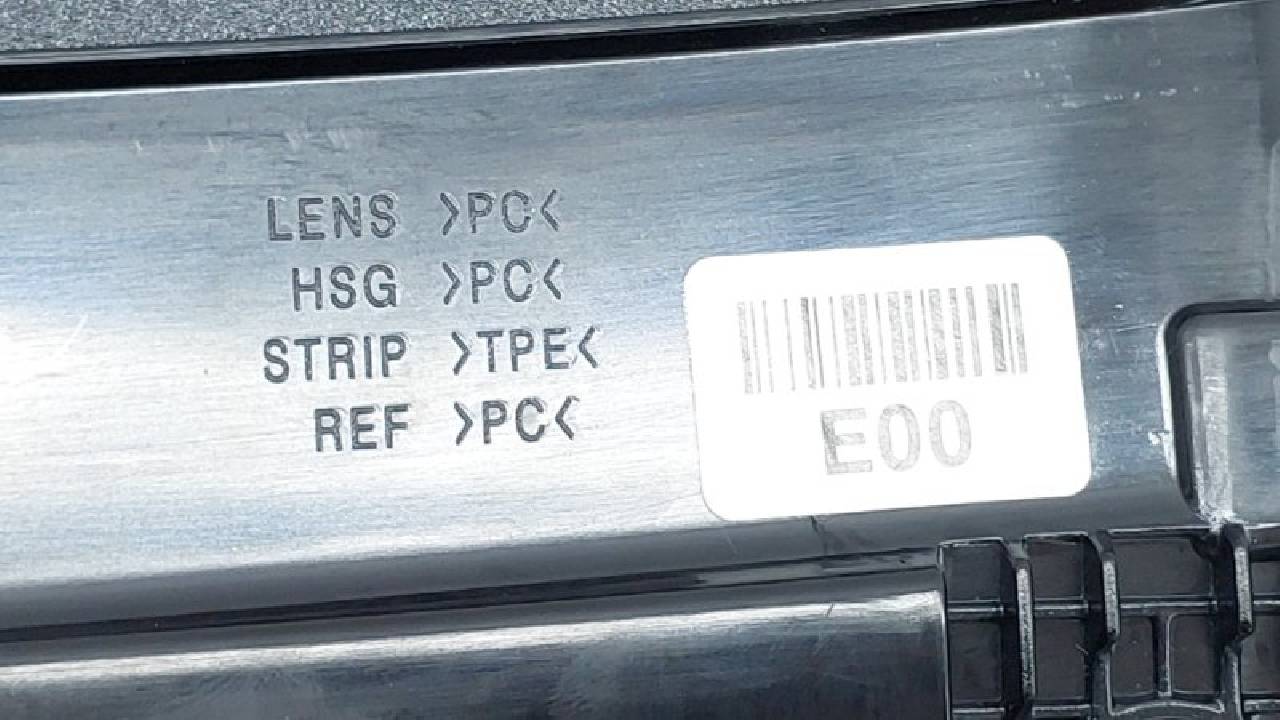 LENS >PC<
HSG >PC<
STRIP >TPE<
REF >PC<
E00